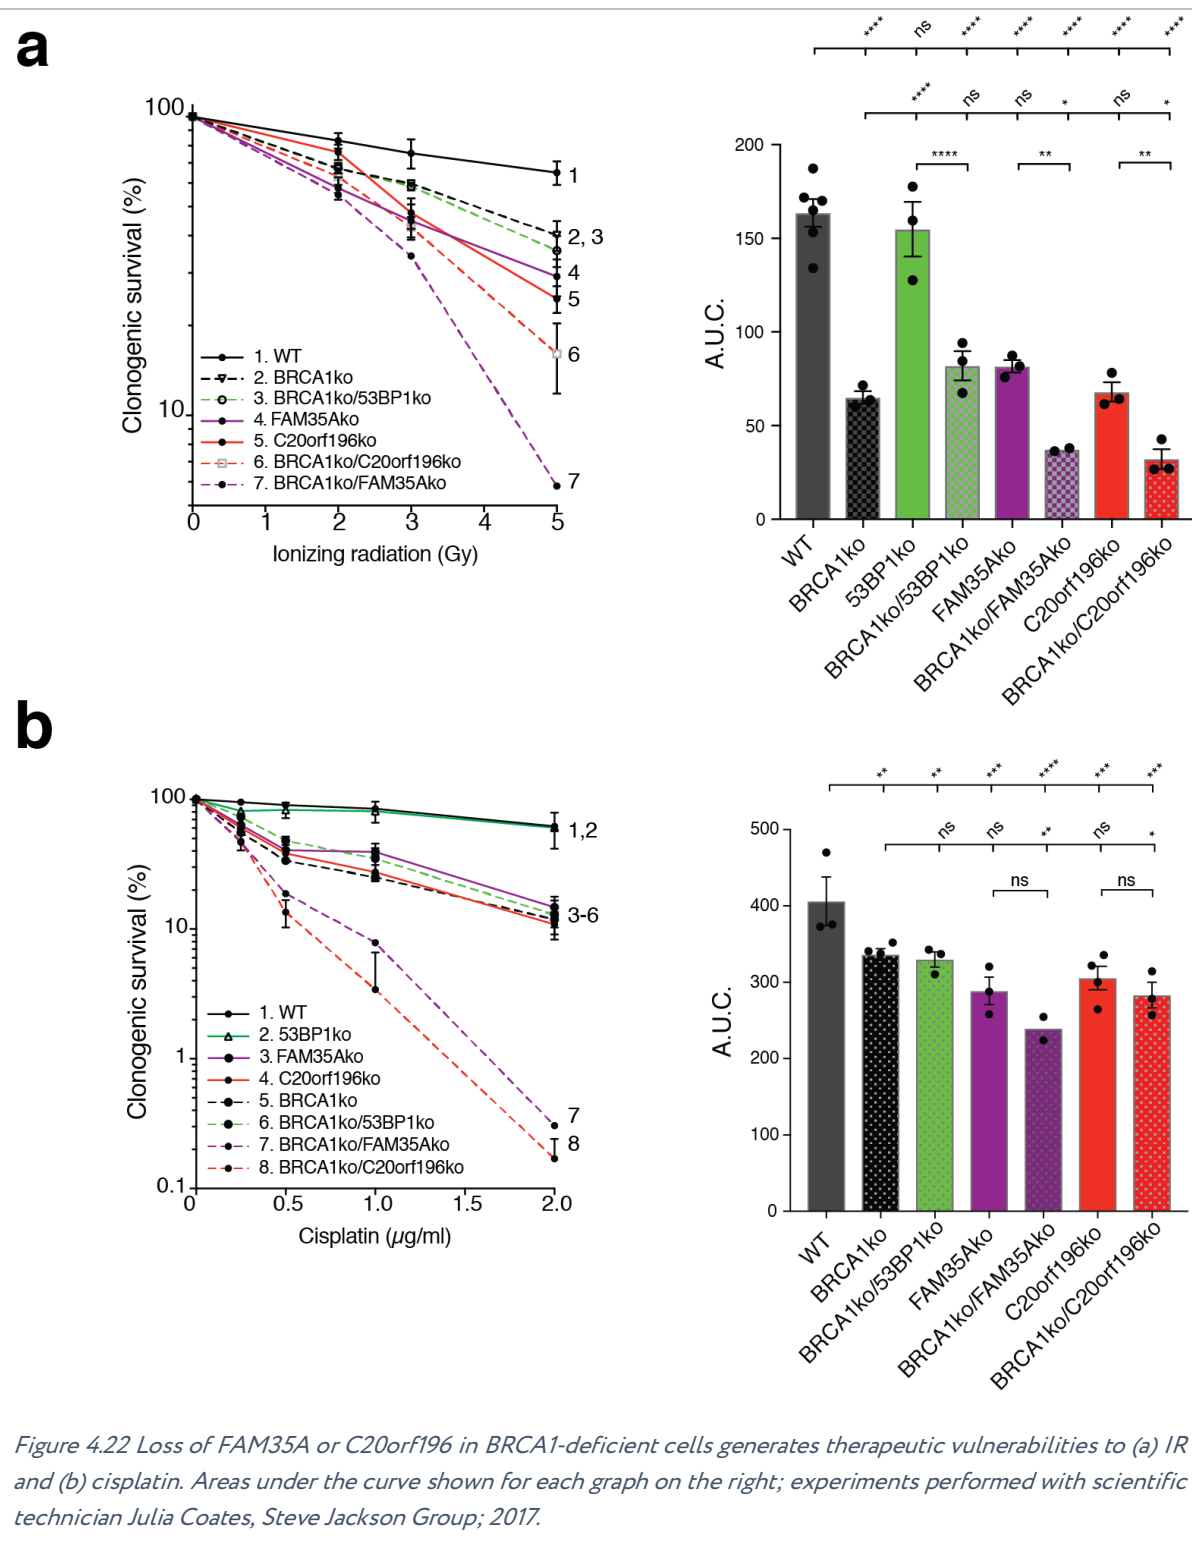 a
**** ns **** **** **** **** ****
**** ns ns * ns *
**** ** **
100
10
Clonogenic survival (%)
1
2, 3
4
5
6
7
1. WT
2. BRCA1ko
3. BRCA1ko/53BP1ko
4. FAM35Ako
5. C20orf196ko
6. BRCA1ko/C20orf196ko
7. BRCA1ko/FAM35Ako
0 1 2 3 4 5
Ionizing radiation (Gy)
200
150
100
50
0
A.U.C.
WT
BRCA1ko
53BP1ko
BRCA1ko/53BP1ko
FAM35Ako
BRCA1ko/FAM35Ako
C20orf196ko
BRCA1ko/C20orf196ko
b
** ** *** **** *** ***
ns ns ** ns *
ns ns
100
10
1
0.1
Clonogenic survival (%)
1,2
3-6
7
8
1. WT
2. 53BP1ko
3. FAM35Ako
4. C20orf196ko
5. BRCA1ko
6. BRCA1ko/53BP1ko
7. BRCA1ko/FAM35Ako
8. BRCA1ko/C20orf196ko
0 0.5 1.0 1.5 2.0
Cisplatin (µg/ml)
500
400
300
200
100
0
A.U.C.
WT
BRCA1ko
BRCA1ko/53BP1ko
FAM35Ako
BRCA1ko/FAM35Ako
C20orf196ko
BRCA1ko/C20orf196ko
Figure 4.22 Loss of FAM35A or C20orf196 in BRCA1-deficient cells generates therapeutic vulnerabilities to (a) IR
and (b) cisplatin. Areas under the curve shown for each graph on the right; experiments performed with scientific
technician Julia Coates, Steve Jackson Group; 2017.